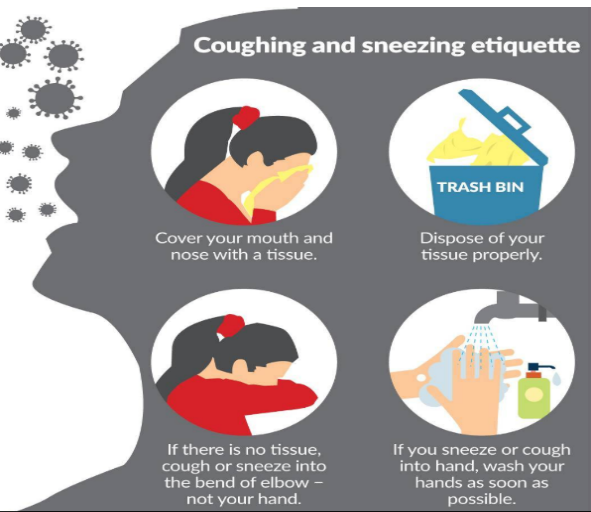 Coughing and sneezing etiquette
Cover your mouth and
nose with a tissue.
TRASH BIN
Dispose of your
tissue properly.
If there is no tissue,
cough or sneeze into
the bend of elbow –
not your hand.
If you sneeze or cough
into hand, wash your
hands as soon as
possible.